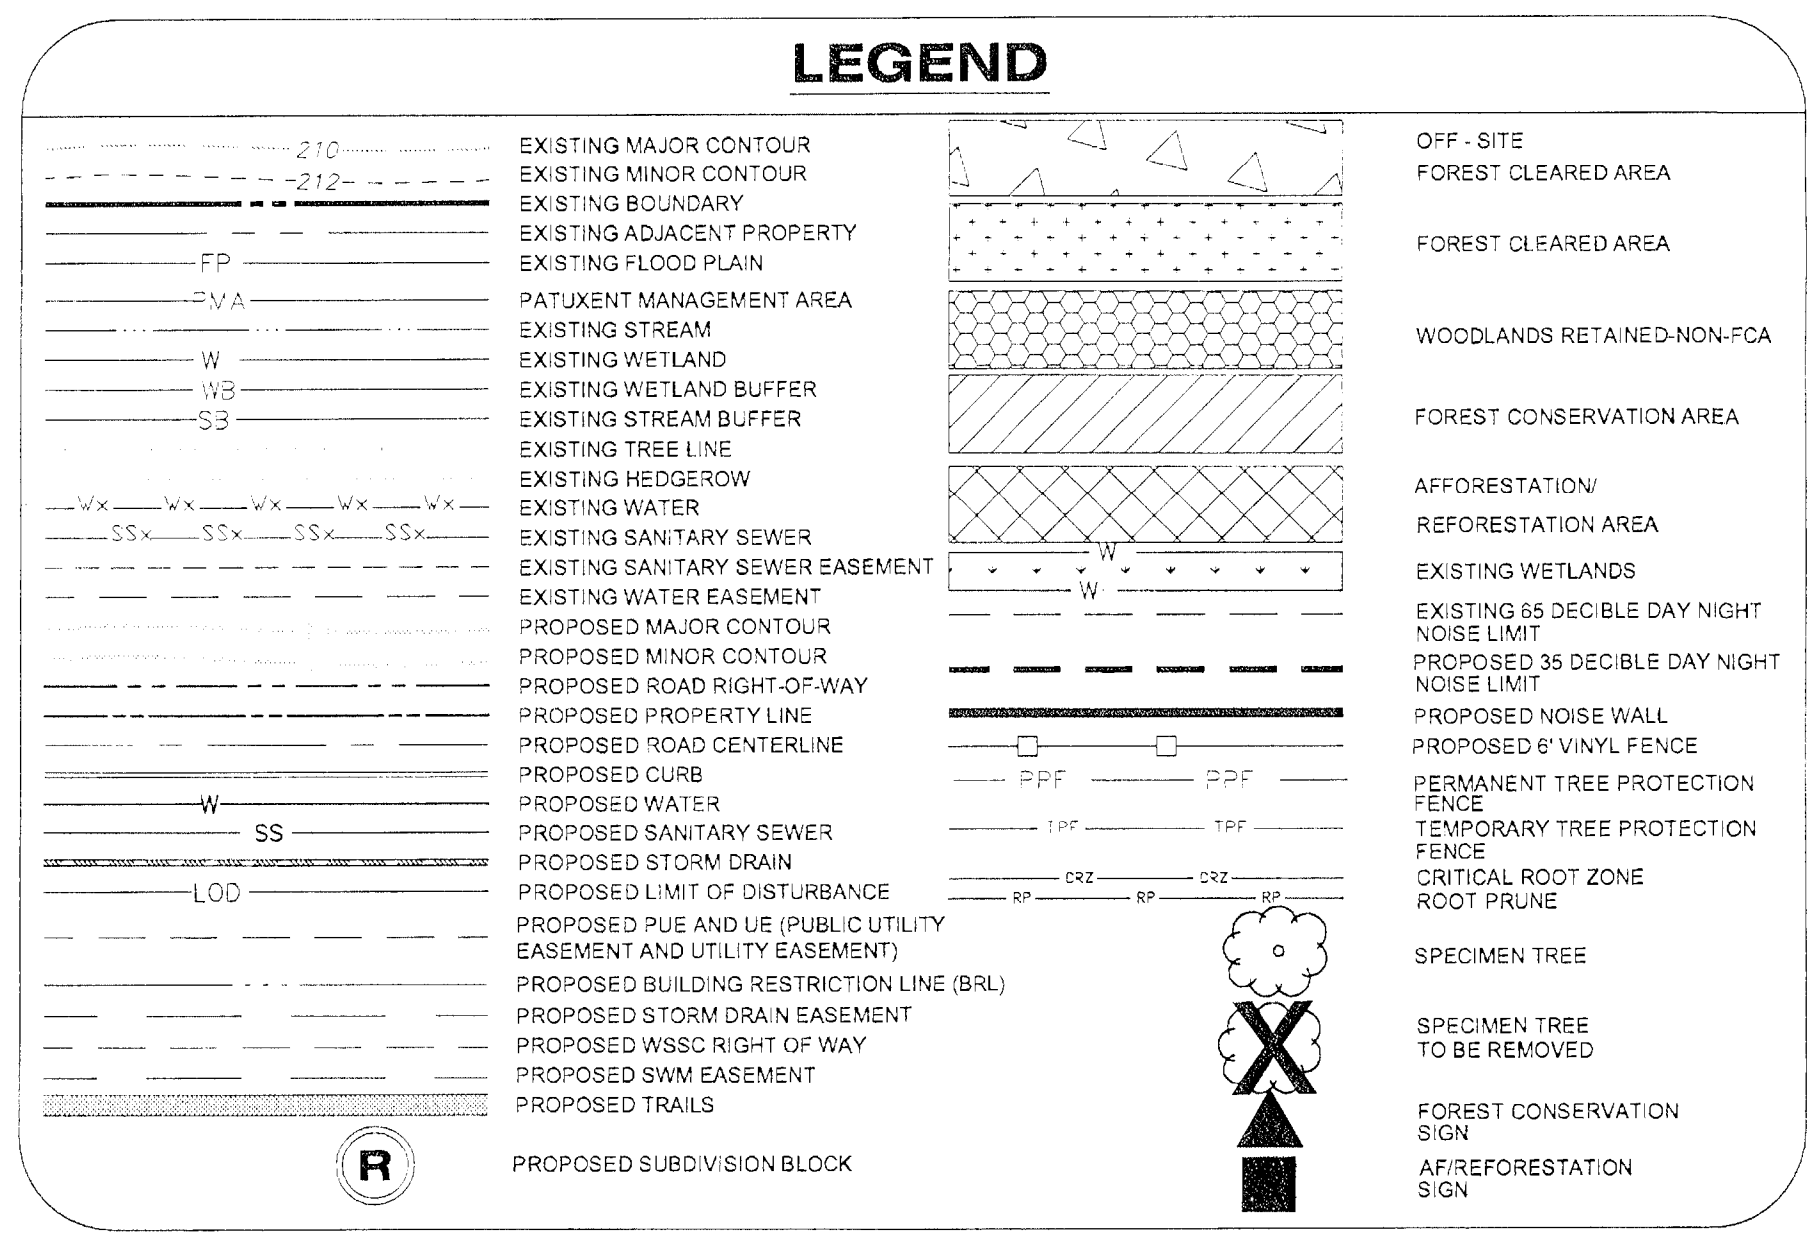 LEGEND
210 EXISTING MAJOR CONTOUR
212 EXISTING MINOR CONTOUR
EXISTING BOUNDARY
EXISTING ADJACENT PROPERTY
FP EXISTING FLOOD PLAIN
PMA PATUXENT MANAGEMENT AREA
EXISTING STREAM
W EXISTING WETLAND
WB EXISTING WETLAND BUFFER
SB EXISTING STREAM BUFFER
EXISTING TREE LINE
EXISTING HEDGEROW
Wx Wx Wx Wx Wx EXISTING WATER
SSx SSx SSx SSx EXISTING SANITARY SEWER
EXISTING SANITARY SEWER EASEMENT
EXISTING WATER EASEMENT
PROPOSED MAJOR CONTOUR
PROPOSED MINOR CONTOUR
PROPOSED ROAD RIGHT-OF-WAY
PROPOSED PROPERTY LINE
PROPOSED ROAD CENTERLINE
PROPOSED CURB
W PROPOSED WATER
SS PROPOSED SANITARY SEWER
PROPOSED STORM DRAIN
LOD PROPOSED LIMIT OF DISTURBANCE
PROPOSED PUE AND UE (PUBLIC UTILITY
EASEMENT AND UTILITY EASEMENT)
PROPOSED BUILDING RESTRICTION LINE (BRL)
PROPOSED STORM DRAIN EASEMENT
PROPOSED WSSC RIGHT OF WAY
PROPOSED SWM EASEMENT
PROPOSED TRAILS
R PROPOSED SUBDIVISION BLOCK
OFF - SITE
FOREST CLEARED AREA
FOREST CLEARED AREA
WOODLANDS RETAINED-NON-FCA
FOREST CONSERVATION AREA
AFFORESTATION/
REFORESTATION AREA
W
EXISTING WETLANDS
W
EXISTING 65 DECIBLE DAY NIGHT
NOISE LIMIT
PROPOSED 35 DECIBLE DAY NIGHT
NOISE LIMIT
PROPOSED NOISE WALL
PROPOSED 6' VINYL FENCE
PPF PPF PERMANENT TREE PROTECTION
FENCE
TPF TPF TEMPORARY TREE PROTECTION
FENCE
CRZ CRZ CRITICAL ROOT ZONE
RP RP RP ROOT PRUNE
SPECIMEN TREE
SPECIMEN TREE
TO BE REMOVED
FOREST CONSERVATION
SIGN
AF/REFORESTATION
SIGN